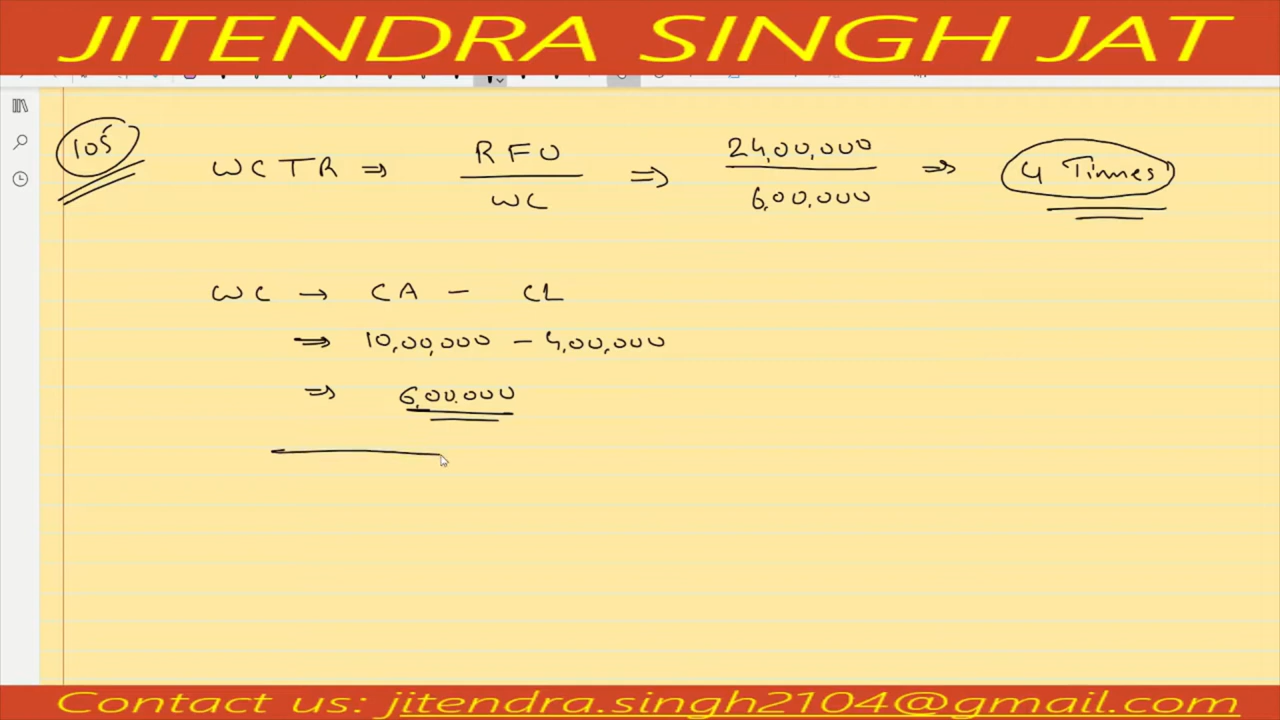 JITENDRA SINGH JAT
105
WCTR ⇒ RFO / WC ⇒ 24,00,000 / 6,00,000 ⇒ 4 Times
WC → CA - CL
⇒ 10,00,000 - 4,00,000
⇒ 6,00,000
Contact us: jitendra.singh2104@gmail.com